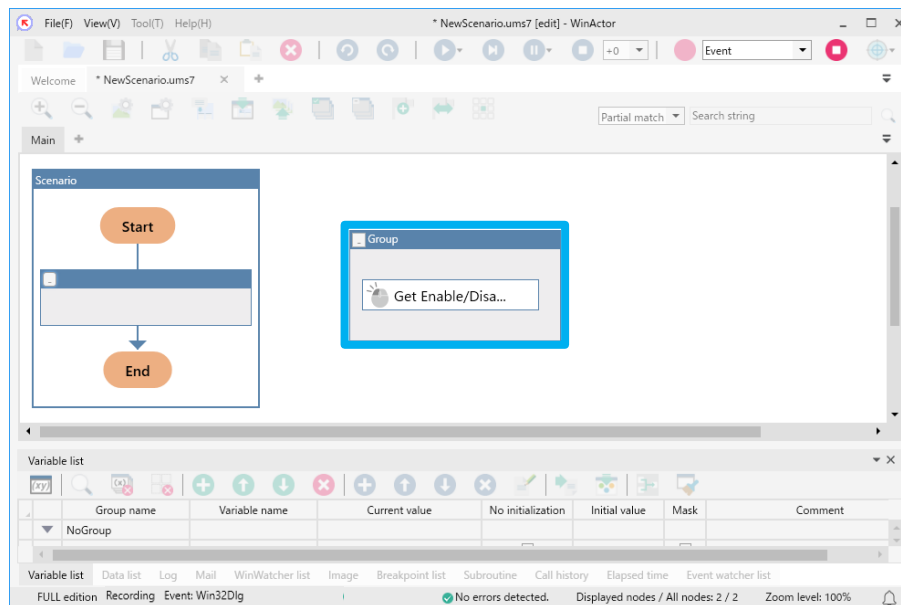 File(F) View(V) Tool(T) Help(H) * NewScenario.ums7 [edit] - WinActor
+0 Event
Welcome * NewScenario.ums7 × +
Partial match Search string
Main +
Scenario
Start
End
Group
Get Enable/Disa...
Variable list
Group name Variable name Current value No initialization Initial value Mask Comment
NoGroup
Variable list Data list Log Mail WinWatcher list Image Breakpoint list Subroutine Call history Elapsed time Event watcher list
FULL edition Recording Event: Win32Dlg No errors detected. Displayed nodes / All nodes: 2 / 2 Zoom level: 100%